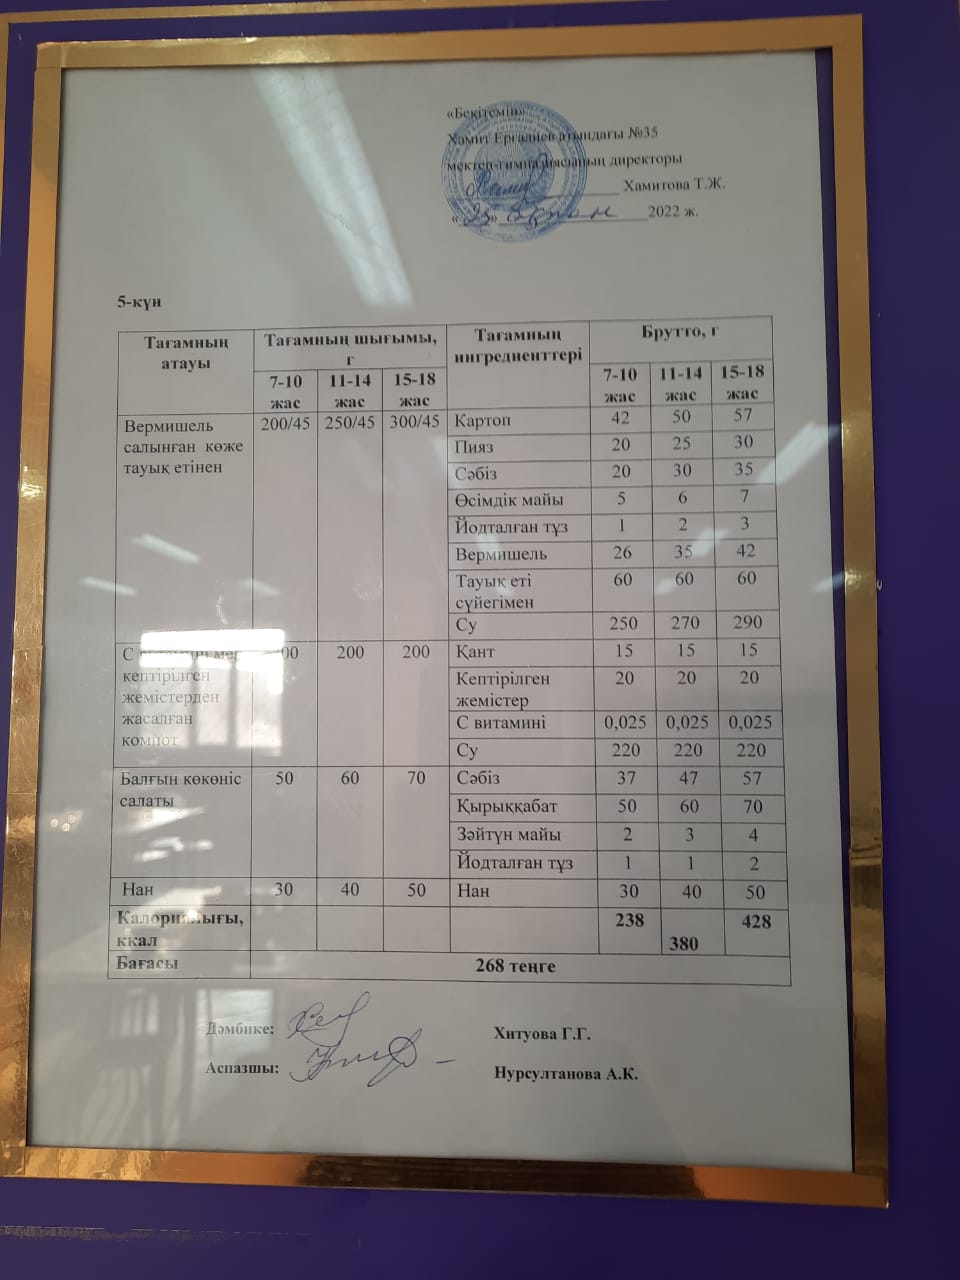 «Бекітемін»
Хамит Ергалиев атындағы №35
мектеп-гимназиясының директоры
Хамитова Т.Ж.
«25» ақпан 2022 ж.
5-күн
Тағамның атауы
Тағамның шығымы, г
Тағамның ингредиенттері
Брутто, г
7-10 жас 11-14 жас 15-18 жас 7-10 жас 11-14 жас 15-18 жас
Вермишель салынған көже тауық етінен 200/45 250/45 300/45 Картоп 42 50 57
Пияз 20 25 30
Сәбіз 20 30 35
Өсімдік майы 5 6 7
Йодталған тұз 1 2 3
Вермишель 26 35 42
Тауық еті сүйегімен 60 60 60
Су 250 270 290
С кептірілген жемістерден жасалған компот 200 200 Қант 15 15 15
Кептірілген жемістер 20 20 20
С витамині 0,025 0,025 0,025
Су 220 220 220
Балғын көкөніс салаты 50 60 70 Сәбіз 37 47 57
Қырыққабат 50 60 70
Зәйтүн майы 2 3 4
Йодталған тұз 1 1 2
Нан 30 40 50 Нан 30 40 50
Калориялығы, ккал 238 380 428
Бағасы 268 теңге
Дәмбике: Хитуова Г.Г.
Аспазшы: Нурсултанова А.К.